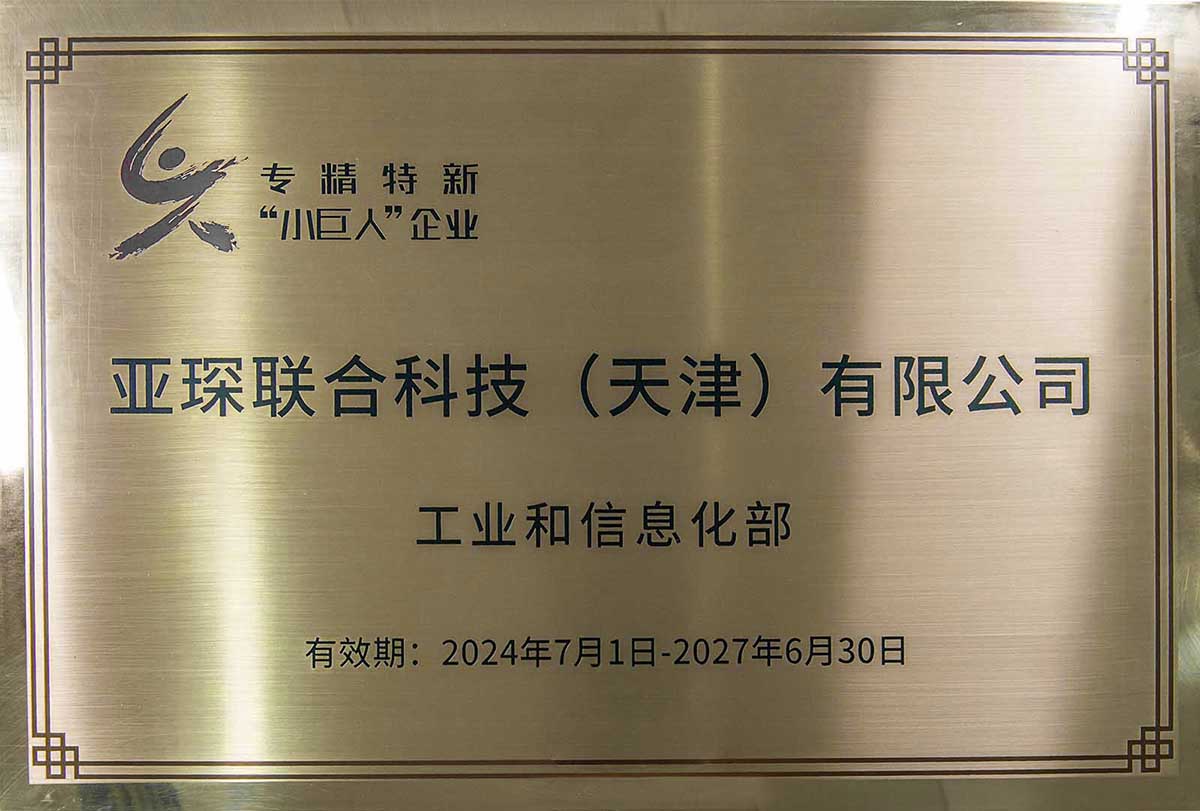 专精特新
“小巨人”企业
亚琛联合科技（天津）有限公司
工业和信息化部
有效期：2024年7月1日-2027年6月30日